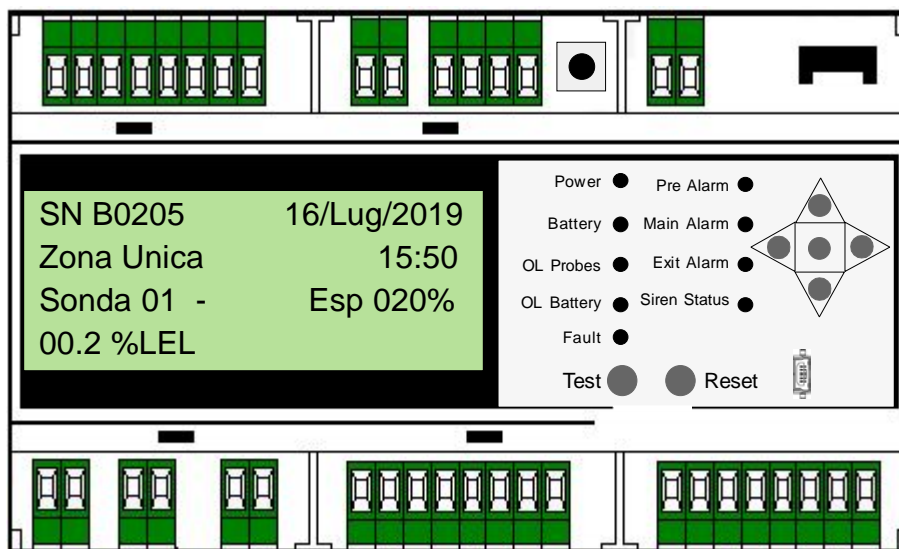 SN B0205 16/Lug/2019
Zona Unica 15:50
Sonda 01 - Esp 020%
00.2 %LEL
Power Pre Alarm
Battery Main Alarm
OL Probes Exit Alarm
OL Battery Siren Status
Fault
Test Reset